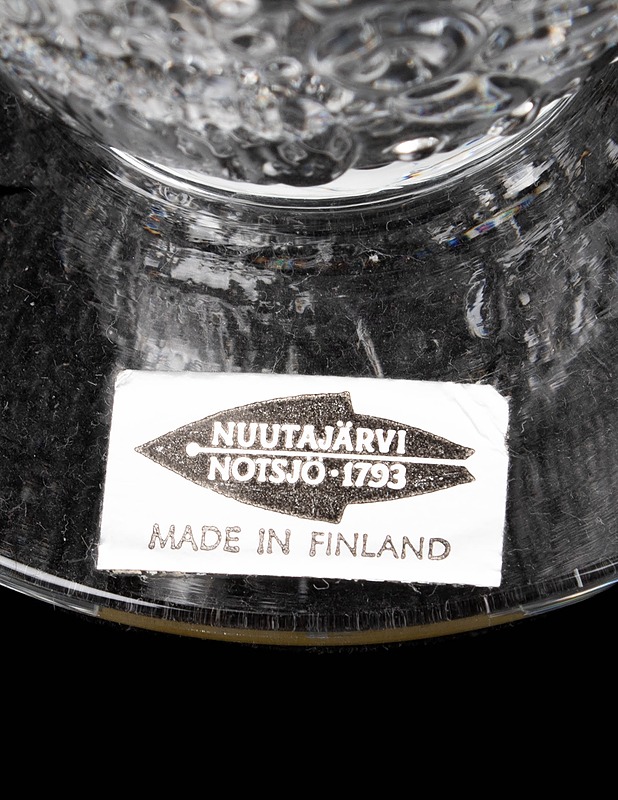 NUUTAJÄRVI
NOTSJÖ · 1793
MADE IN FINLAND